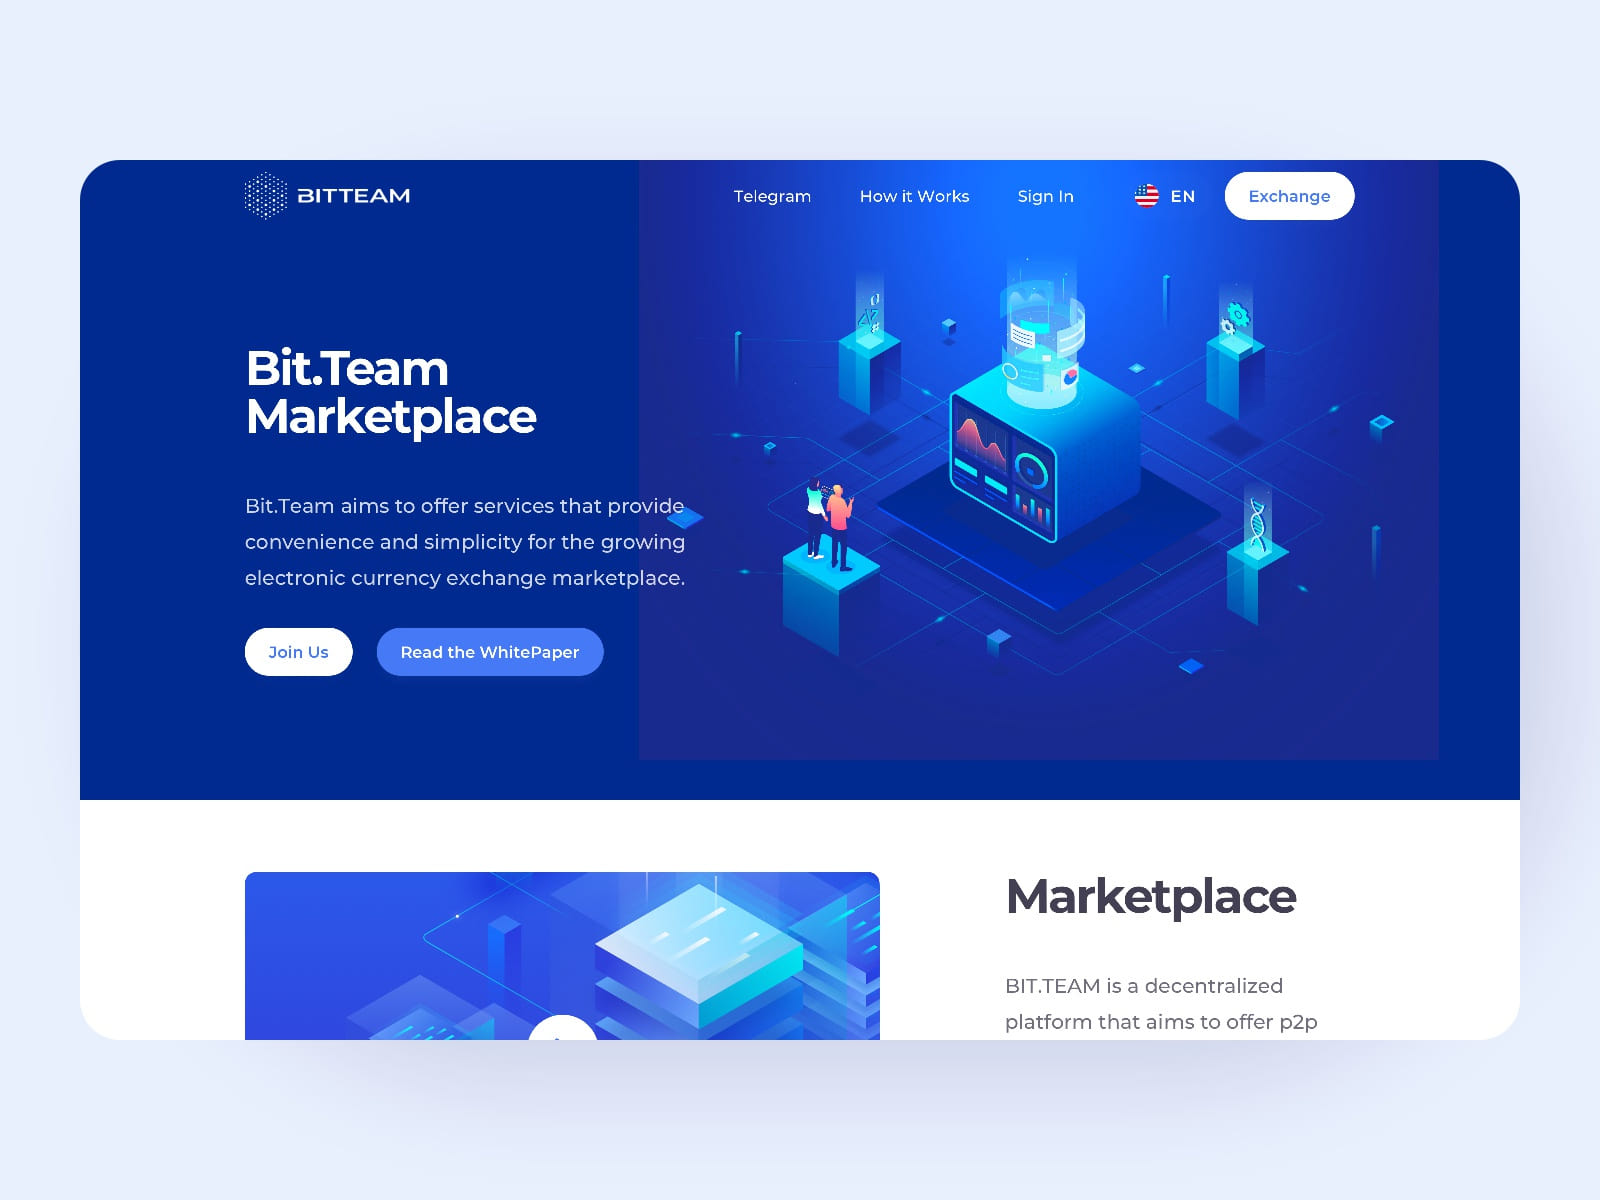 BITTEAM
Telegram
How it Works
Sign In
EN
Exchange
Bit.Team
Marketplace
Bit.Team aims to offer services that provide
convenience and simplicity for the growing
electronic currency exchange marketplace.
Join Us
Read the WhitePaper
Marketplace
BIT.TEAM is a decentralized
platform that aims to offer p2p